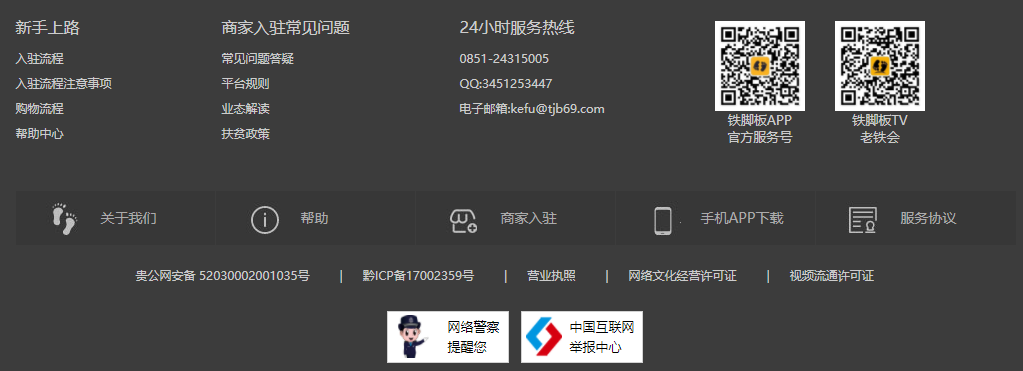 新手上路
入驻流程
入驻流程注意事项
购物流程
帮助中心
商家入驻常见问题
常见问题答疑
平台规则
业态解读
扶贫政策
24小时服务热线
0851-24315005
QQ:3451253447
电子邮箱:kefu@tjb69.com
铁脚板APP
官方服务号
铁脚板TV
老铁会
关于我们
帮助
商家入驻
手机APP下载
服务协议
贵公网安备 52030002001035号 | 黔ICP备17002359号 | 营业执照 | 网络文化经营许可证 | 视频流通许可证
网络警察
提醒您
中国互联网
举报中心